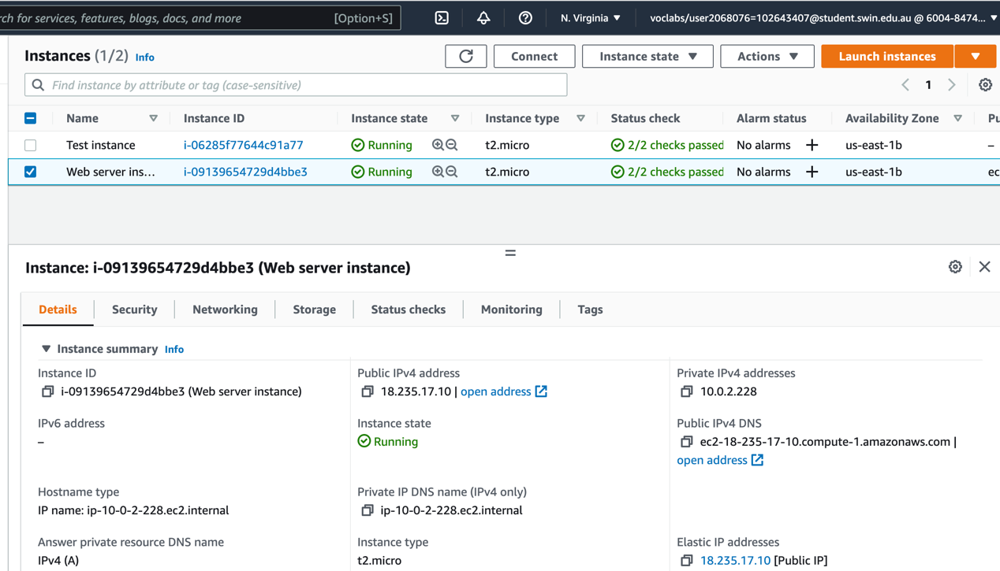 rch for services, features, blogs, docs, and more [Option+S] N. Virginia ▼ voclabs/user2068076=102643407@student.swin.edu.au @ 6004-8474... ▼
Instances (1/2) Info Connect Instance state ▼ Actions ▼ Launch instances ▼
Find instance by attribute or tag (case-sensitive) 1
Name Instance ID Instance state Instance type Status check Alarm status Availability Zone Pu
Test instance i-06285f77644c91a77 Running t2.micro 2/2 checks passed No alarms + us-east-1b –
Web server ins... i-09139654729d4bbe3 Running t2.micro 2/2 checks passed No alarms + us-east-1b ec
Instance: i-09139654729d4bbe3 (Web server instance)
Details Security Networking Storage Status checks Monitoring Tags
▼ Instance summary Info
Instance ID Public IPv4 address Private IPv4 addresses
i-09139654729d4bbe3 (Web server instance) 18.235.17.10 | open address 10.0.2.228
IPv6 address Instance state Public IPv4 DNS
– Running ec2-18-235-17-10.compute-1.amazonaws.com |
open address
Hostname type Private IP DNS name (IPv4 only)
IP name: ip-10-0-2-228.ec2.internal ip-10-0-2-228.ec2.internal
Answer private resource DNS name Instance type Elastic IP addresses
IPv4 (A) t2.micro 18.235.17.10 [Public IP]